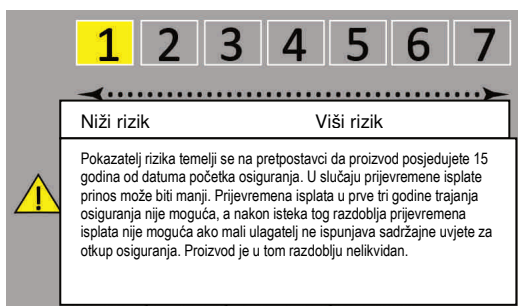 1 2 3 4 5 6 7
Niži rizik Viši rizik
Pokazatelj rizika temelji se na pretpostavci da proizvod posjedujete 15
godina od datuma početka osiguranja. U slučaju prijevremene isplate
prinos može biti manji. Prijevremena isplata u prve tri godine trajanja
osiguranja nije moguća, a nakon isteka tog razdoblja prijevremena
isplata nije moguća ako mali ulagatelj ne ispunjava sadržajne uvjete za
otkup osiguranja. Proizvod je u tom razdoblju nelikvidan.